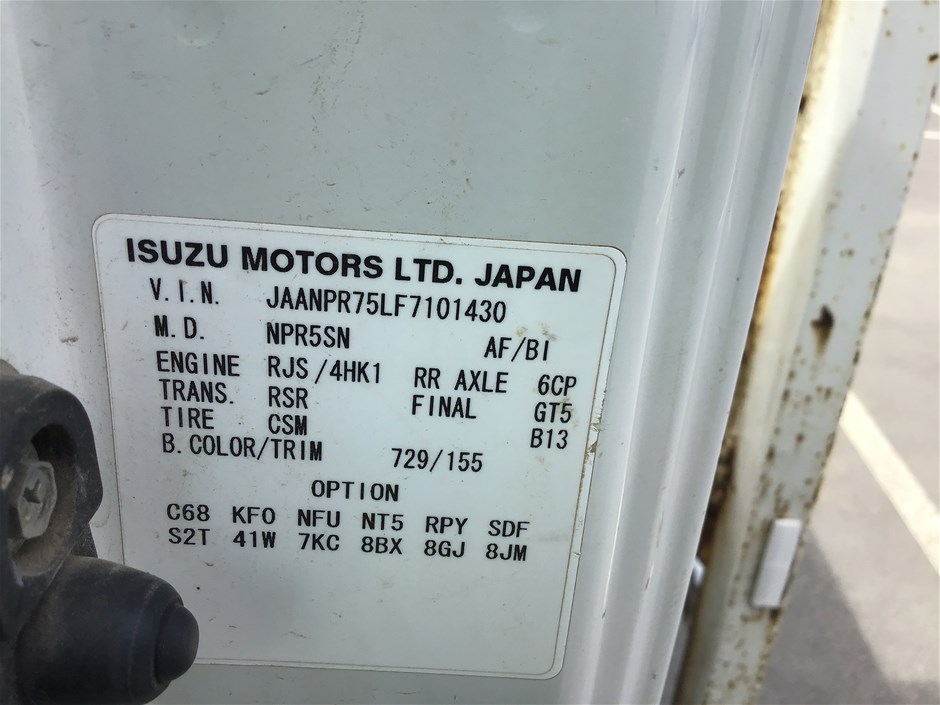 ISUZU MOTORS LTD. JAPAN
V.I.N. JAANPR75LF7101430
M.D. NPR5SN AF/BI
ENGINE RJS/4HK1 RR AXLE 6CP
TRANS. RSR FINAL GT5
TIRE CSM B13
B.COLOR/TRIM 729/155
OPTION
C68 KFO NFU NT5 RPY SDF
S2T 41W 7KC 8BX 8GJ 8JM